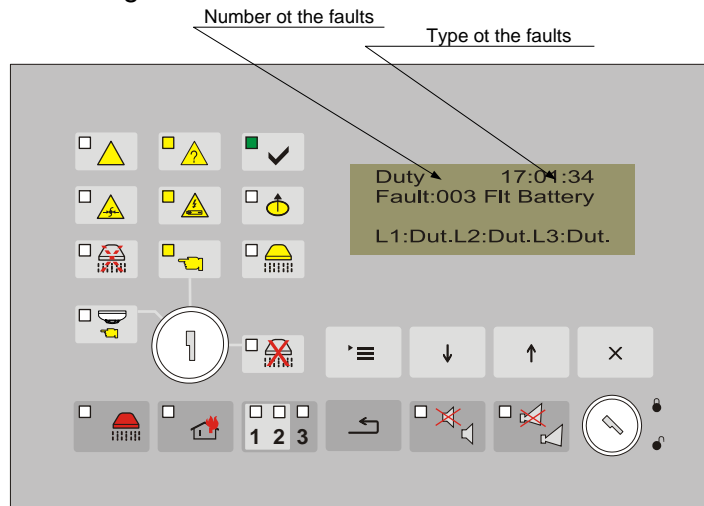 Number ot the faults
Type ot the faults
Duty 17:01:34
Fault:003 Flt Battery
L1:Dut.L2:Dut.L3:Dut.
?
1 2 3